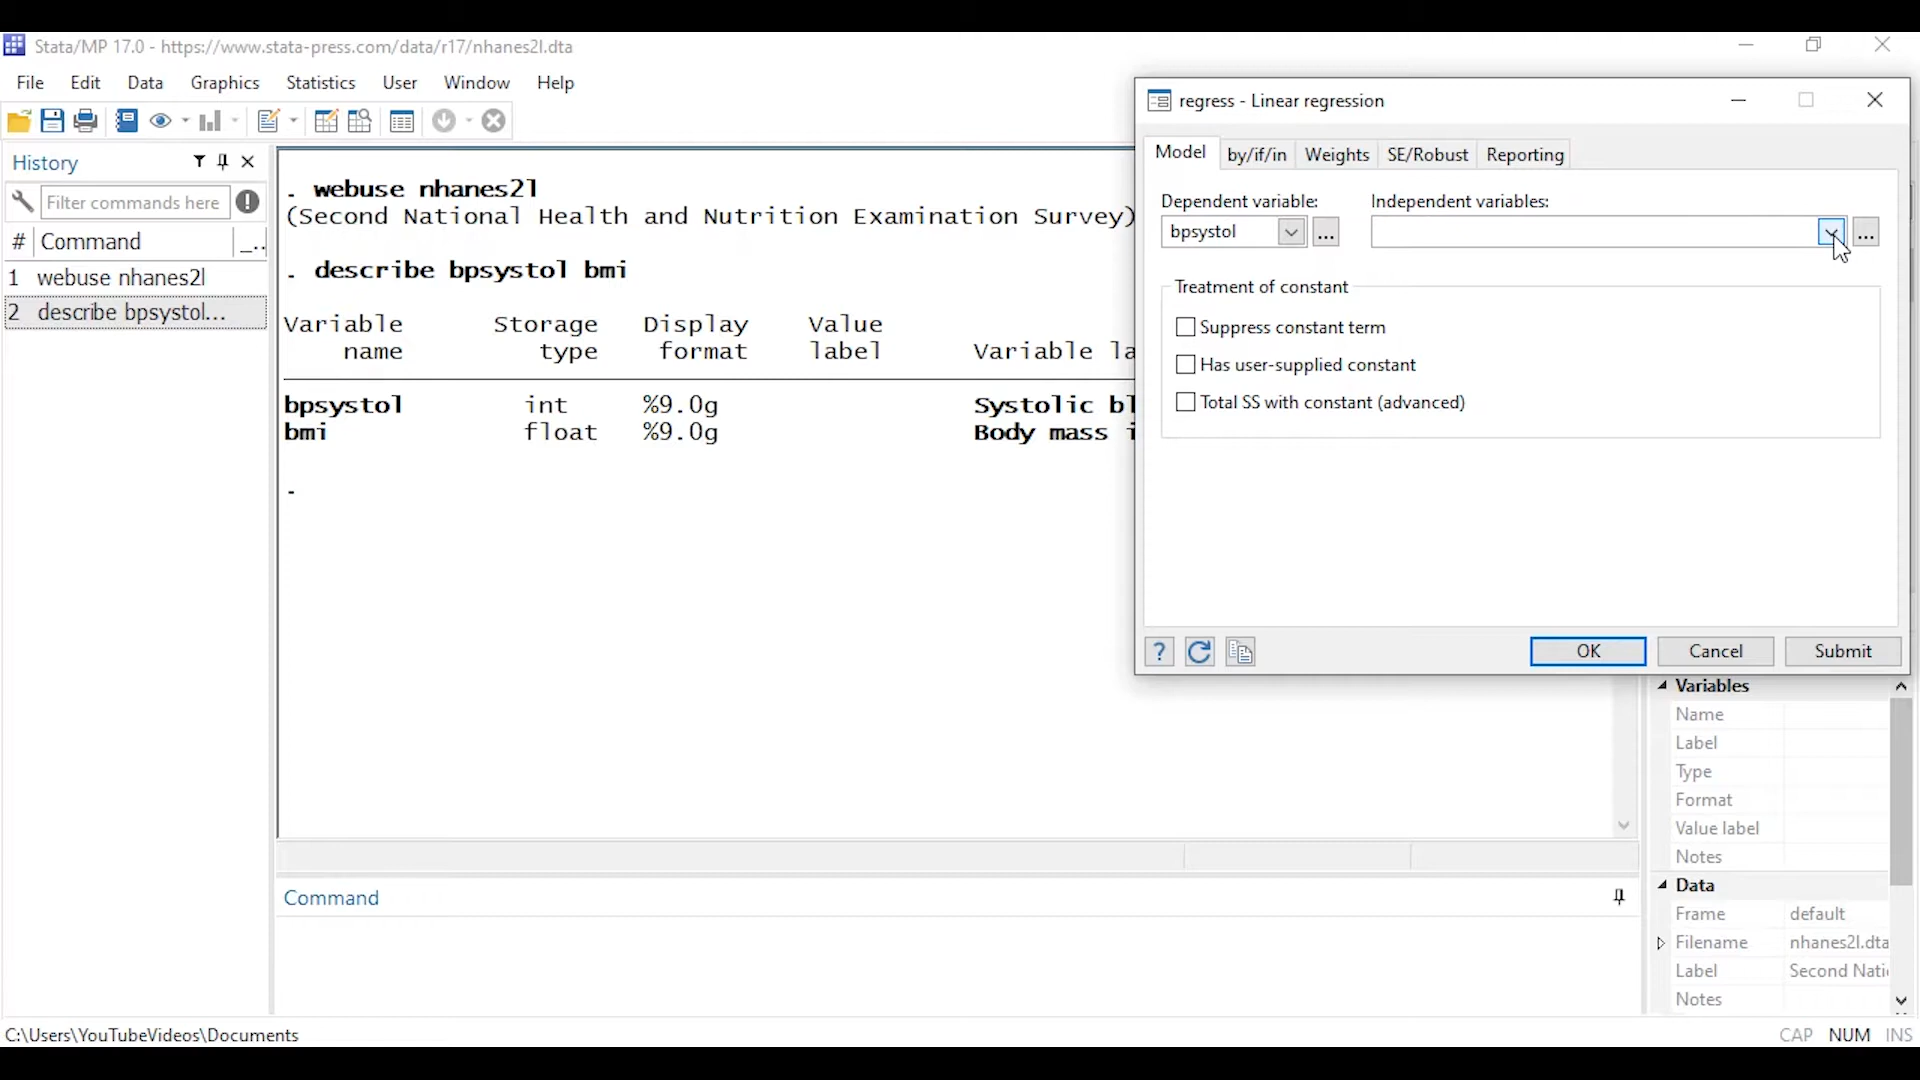 Stata/MP 17.0 - https://www.stata-press.com/data/r17/nhanes2l.dta
File Edit Data Graphics Statistics User Window Help
History
Filter commands here
# Command _..
1 webuse nhanes2l
2 describe bpsystol...
. webuse nhanes2l
(Second National Health and Nutrition Examination Survey)
. describe bpsystol bmi
Variable Storage Display Value
name type format label Variable la
bpsystol int %9.0g Systolic bl
bmi float %9.0g Body mass i
.
regress - Linear regression
Model by/if/in Weights SE/Robust Reporting
Dependent variable: Independent variables:
bpsystol ... ...
Treatment of constant
Suppress constant term
Has user-supplied constant
Total SS with constant (advanced)
? OK Cancel Submit
Variables
Name
Label
Type
Format
Value label
Notes
Data
Frame default
Filename nhanes2l.dta
Label Second Nati
Notes
Command
C:\Users\YouTubeVideos\Documents
CAP NUM INS